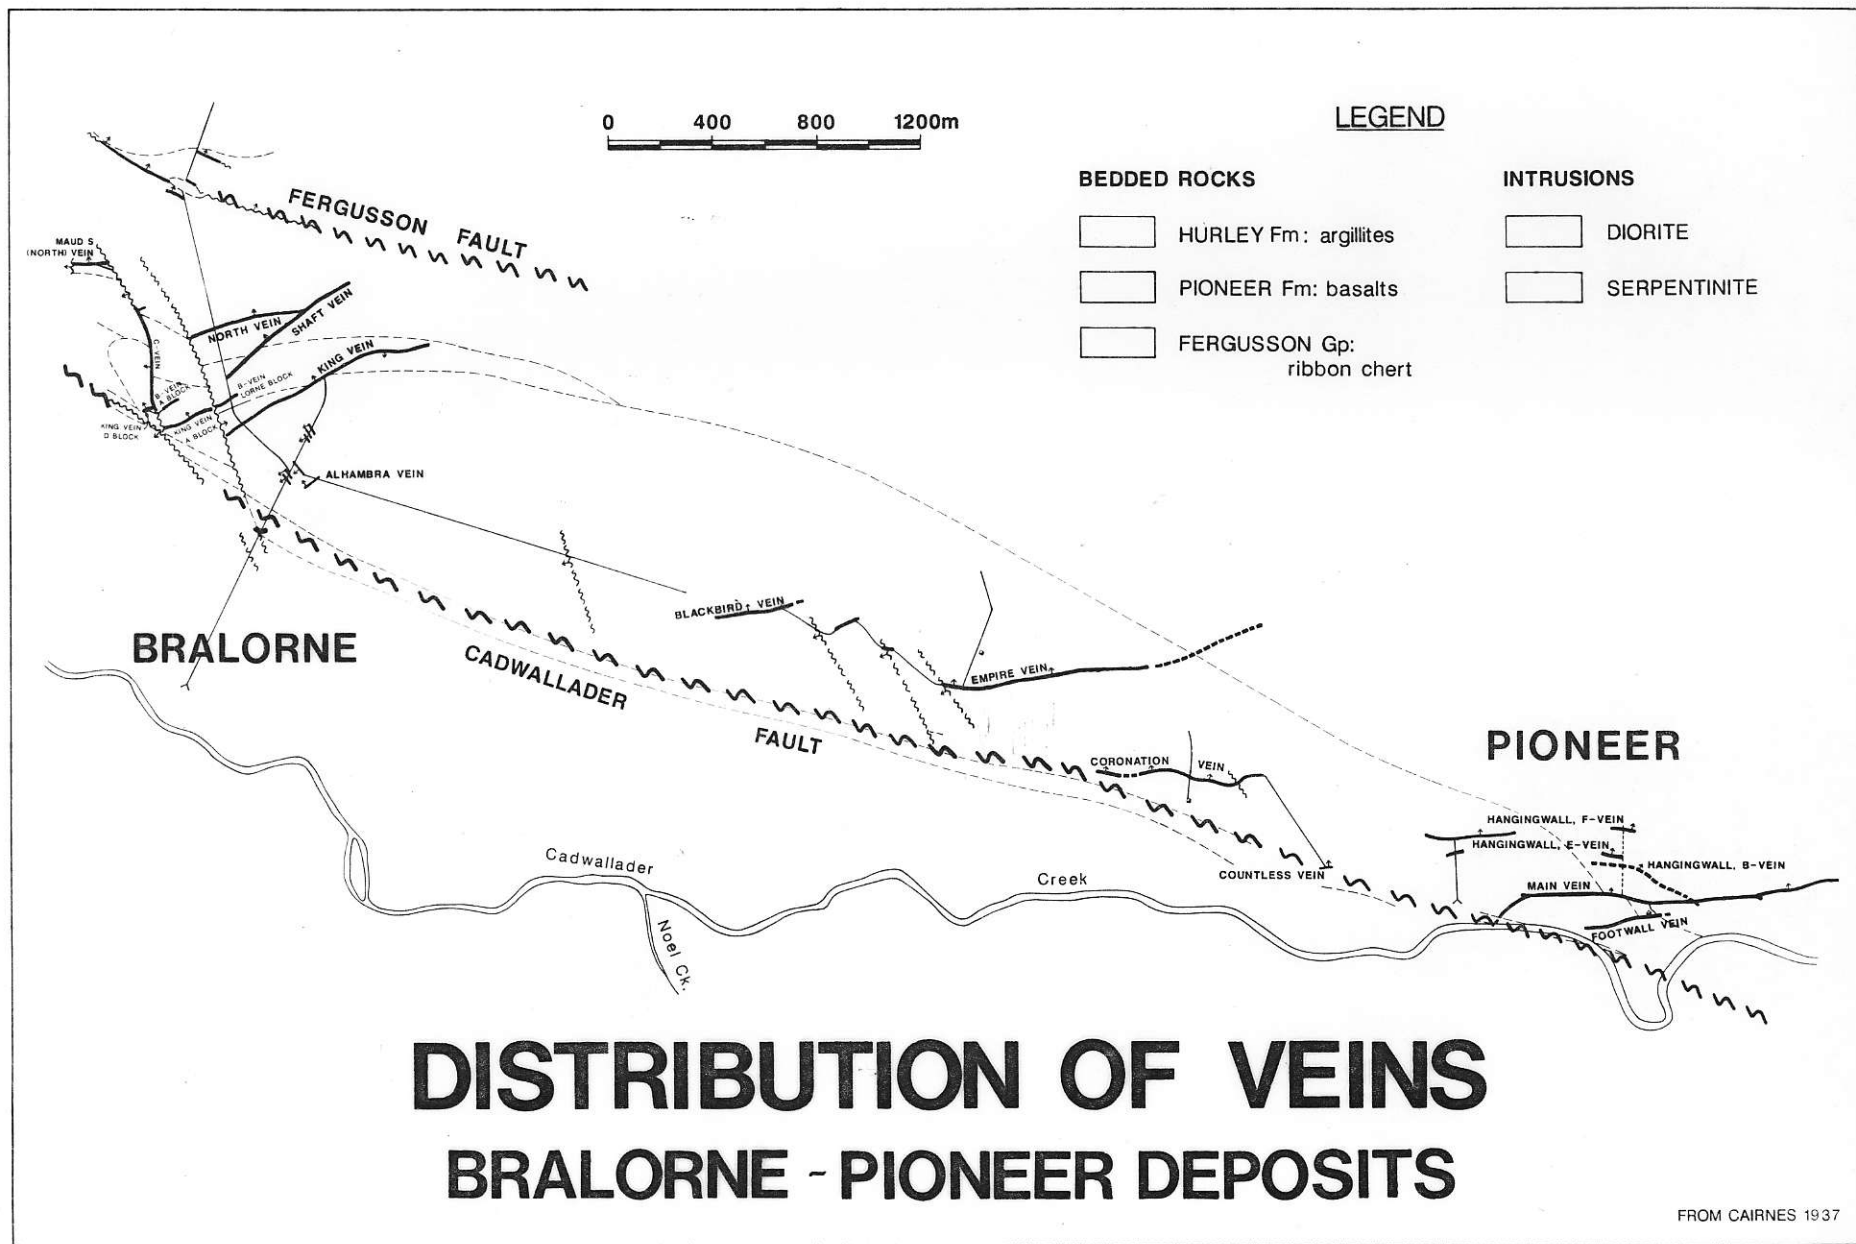 0 400 800 1200m
LEGEND
BEDDED ROCKS
HURLEY Fm: argillites
PIONEER Fm: basalts
FERGUSSON Gp:
ribbon chert
INTRUSIONS
DIORITE
SERPENTINITE
FERGUSSON FAULT
MAUD S
(NORTH) VEIN
NORTH VEIN
SHAFT VEIN
KING VEIN
C-VEIN
B-VEIN
A BLOCK
B-VEIN
LORNE BLOCK
KING VEIN
A BLOCK
KING VEIN
D BLOCK
ALHAMBRA VEIN
BRALORNE
CADWALLADER
FAULT
BLACKBIRD VEIN
EMPIRE VEIN
CORONATION VEIN
COUNTLESS VEIN
PIONEER
HANGINGWALL, F-VEIN
HANGINGWALL, E-VEIN
HANGINGWALL, B-VEIN
MAIN VEIN
FOOTWALL VEIN
Cadwallader
Creek
Noel Ck.
DISTRIBUTION OF VEINS
BRALORNE - PIONEER DEPOSITS
FROM CAIRNES 1937